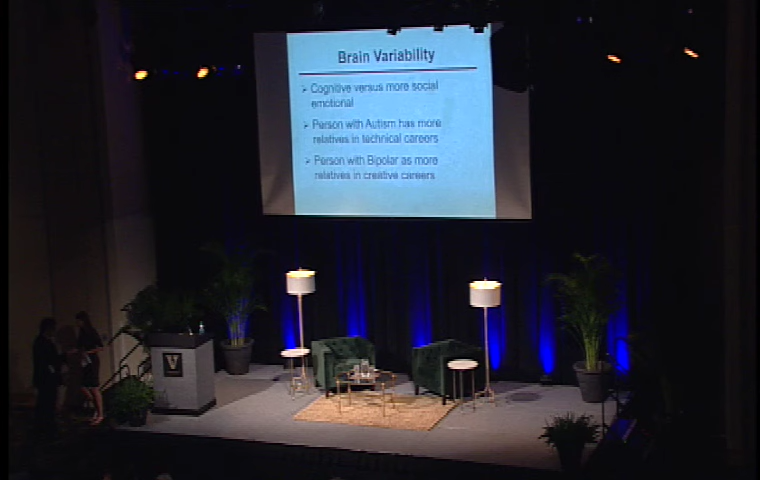 Brain Variability
➢ Cognitive versus more social
emotional
➢ Person with Autism has more
relatives in technical careers
➢ Person with Bipolar as more
relatives in creative careers
V